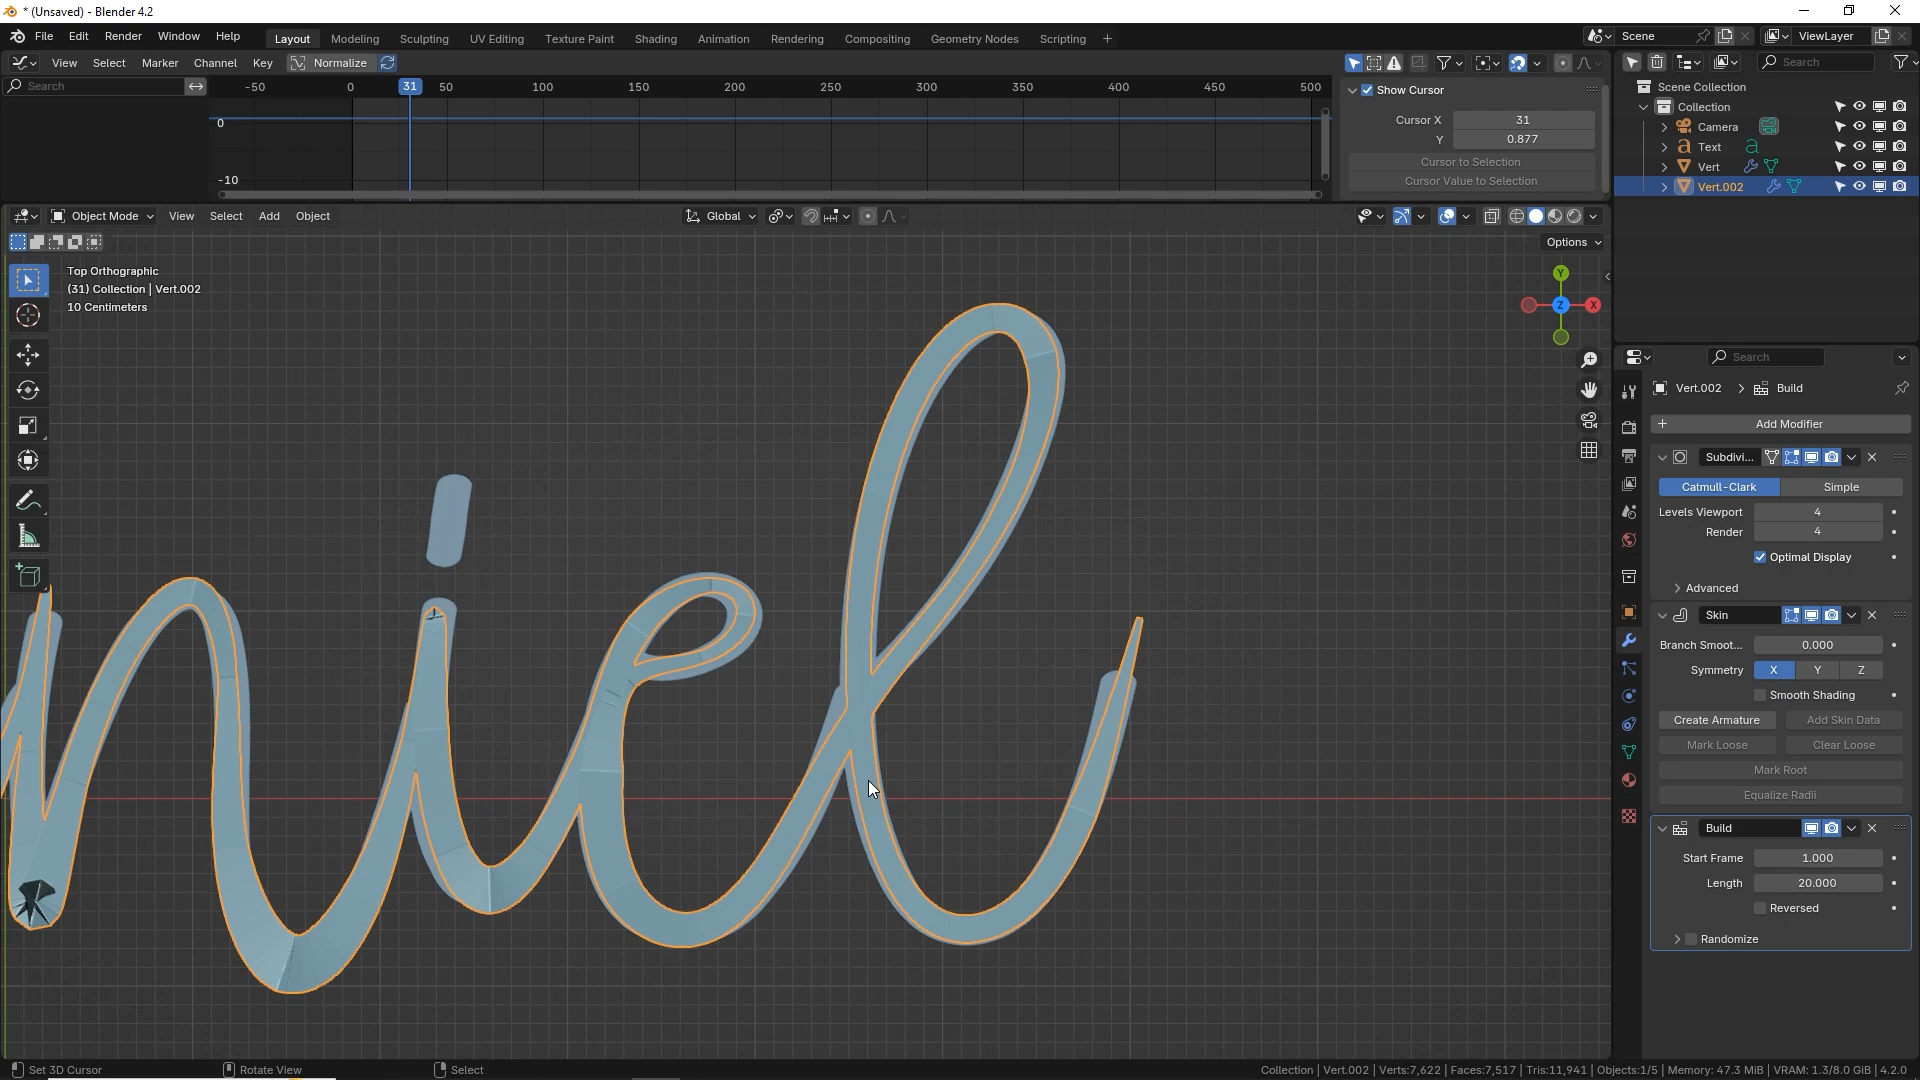 * (Unsaved) - Blender 4.2
File Edit Render Window Help Layout Modeling Sculpting UV Editing Texture Paint Shading Animation Rendering Compositing Geometry Nodes Scripting + Scene ViewLayer
View Select Marker Channel Key Normalize Search
Search -50 0 31 50 100 150 200 250 300 350 400 450 500
0
-10
Show Cursor
Cursor X 31
Y 0.877
Cursor to Selection
Cursor Value to Selection
Scene Collection
Collection
Camera
Text
Vert
Vert.002
Object Mode View Select Add Object Global
Options
Top Orthographic
(31) Collection | Vert.002
10 Centimeters
Y
Z X
niel
Search
Vert.002 > Build
+ Add Modifier
Subdivi...
Catmull-Clark Simple
Levels Viewport 4
Render 4
Optimal Display
Advanced
Skin
Branch Smoot... 0.000
Symmetry X Y Z
Smooth Shading
Create Armature Add Skin Data
Mark Loose Clear Loose
Mark Root
Equalize Radii
Build
Start Frame 1.000
Length 20.000
Reversed
Randomize
Set 3D Cursor Rotate View Select Collection | Vert.002 | Verts:7,622 | Faces:7,517 | Tris:11,941 | Objects:1/5 | Memory: 47.3 MiB | VRAM: 1.3/8.0 GiB | 4.2.0